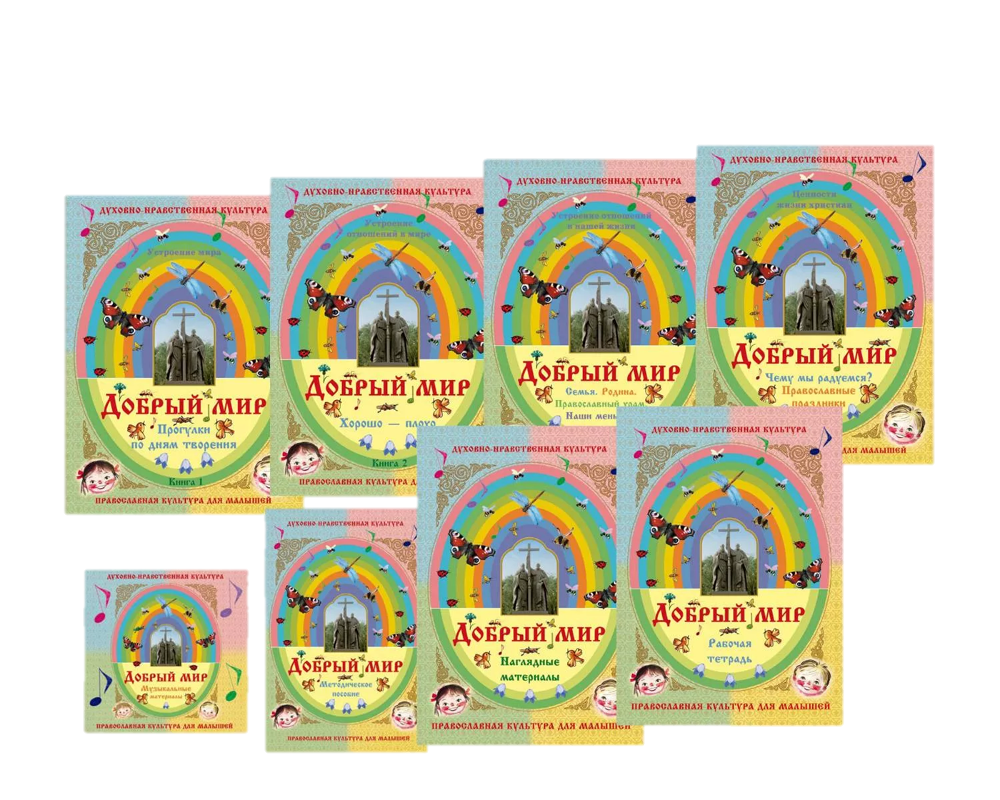 Духовно-нравственная культура
Устроение мира
Добрый мир
Прогулки
по дням творения
Книга 1
Православная культура для малышей
Духовно-нравственная культура
Устроение
отношений в мире
Добрый мир
Хорошо — плохо
Книга 2
Православная культура
Духовно-нравственная культура
Устроение отношений
в нашей жизни
Добрый мир
Семья. Родина.
Православный храм
Наши
Духовно-нравственная культура
Ценности
жизни христиан
Добрый мир
Чему мы радуемся?
Православные
праздники
для малышей
Духовно-нравственная культура
Добрый мир
Музыкальные
материалы
Православная культура для малышей
Духовно-нравственная культура
Добрый мир
Методическое
пособие
Православная культура для малышей
Духовно-нравственная культура
Добрый мир
Наглядные
материалы
Православная культура для малышей
Духовно-нравственная культура
Добрый мир
Рабочая
тетрадь
Православная культура для малышей